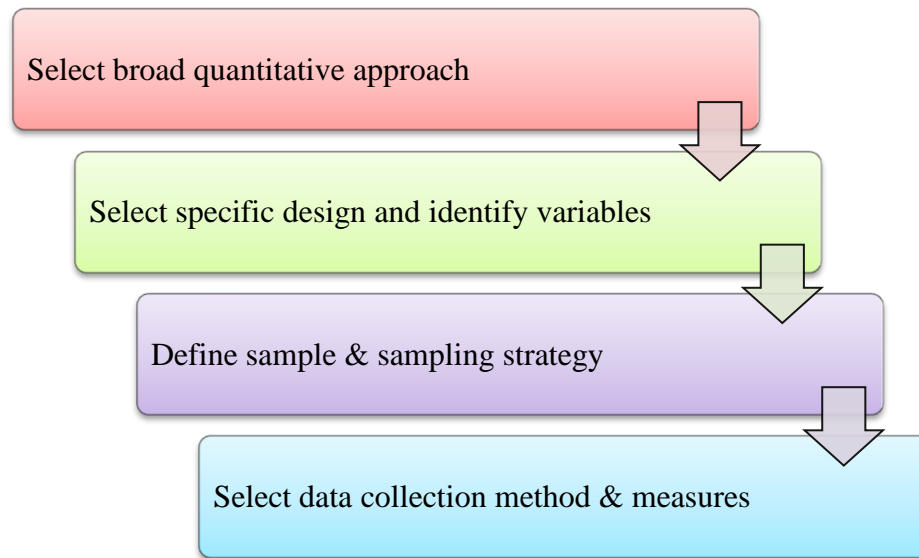 Select broad quantitative approach
Select specific design and identify variables
Define sample & sampling strategy
Select data collection method & measures